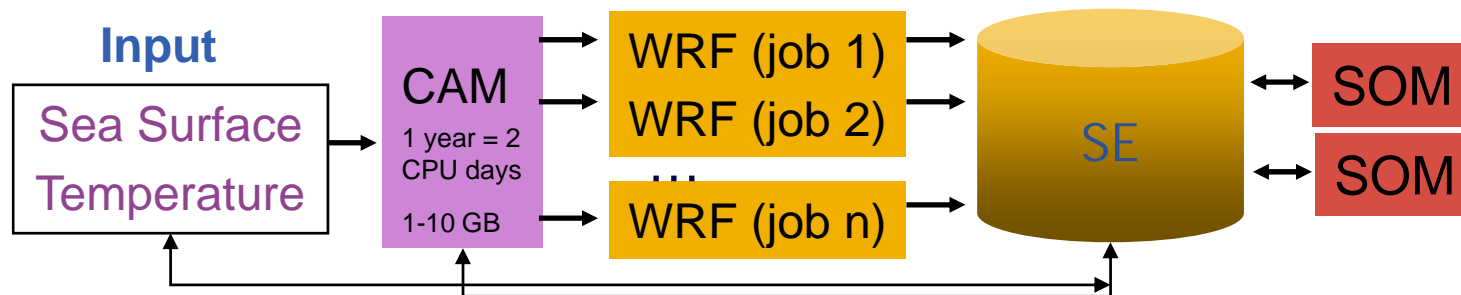 Input
Sea Surface
Temperature
CAM
1 year = 2
CPU days
1-10 GB
WRF (job 1)
WRF (job 2)
...
WRF (job n)
SE
SOM
SOM